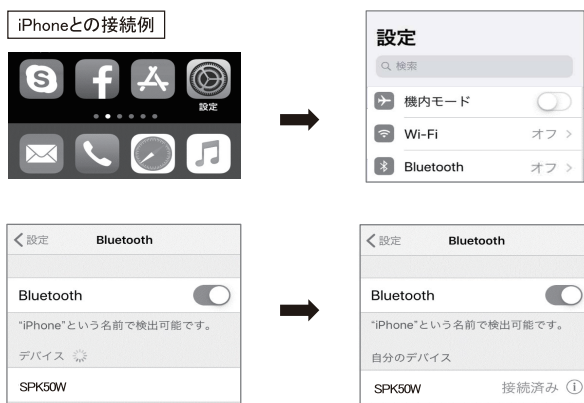 iPhoneとの接続例
S
f
設定
設定
検索
機内モード
Wi-Fi オフ
Bluetooth オフ
設定 Bluetooth
Bluetooth
“iPhone”という名前で検出可能です。
デバイス
SPK50W
設定 Bluetooth
Bluetooth
“iPhone”という名前で検出可能です。
自分のデバイス
SPK50W 接続済み